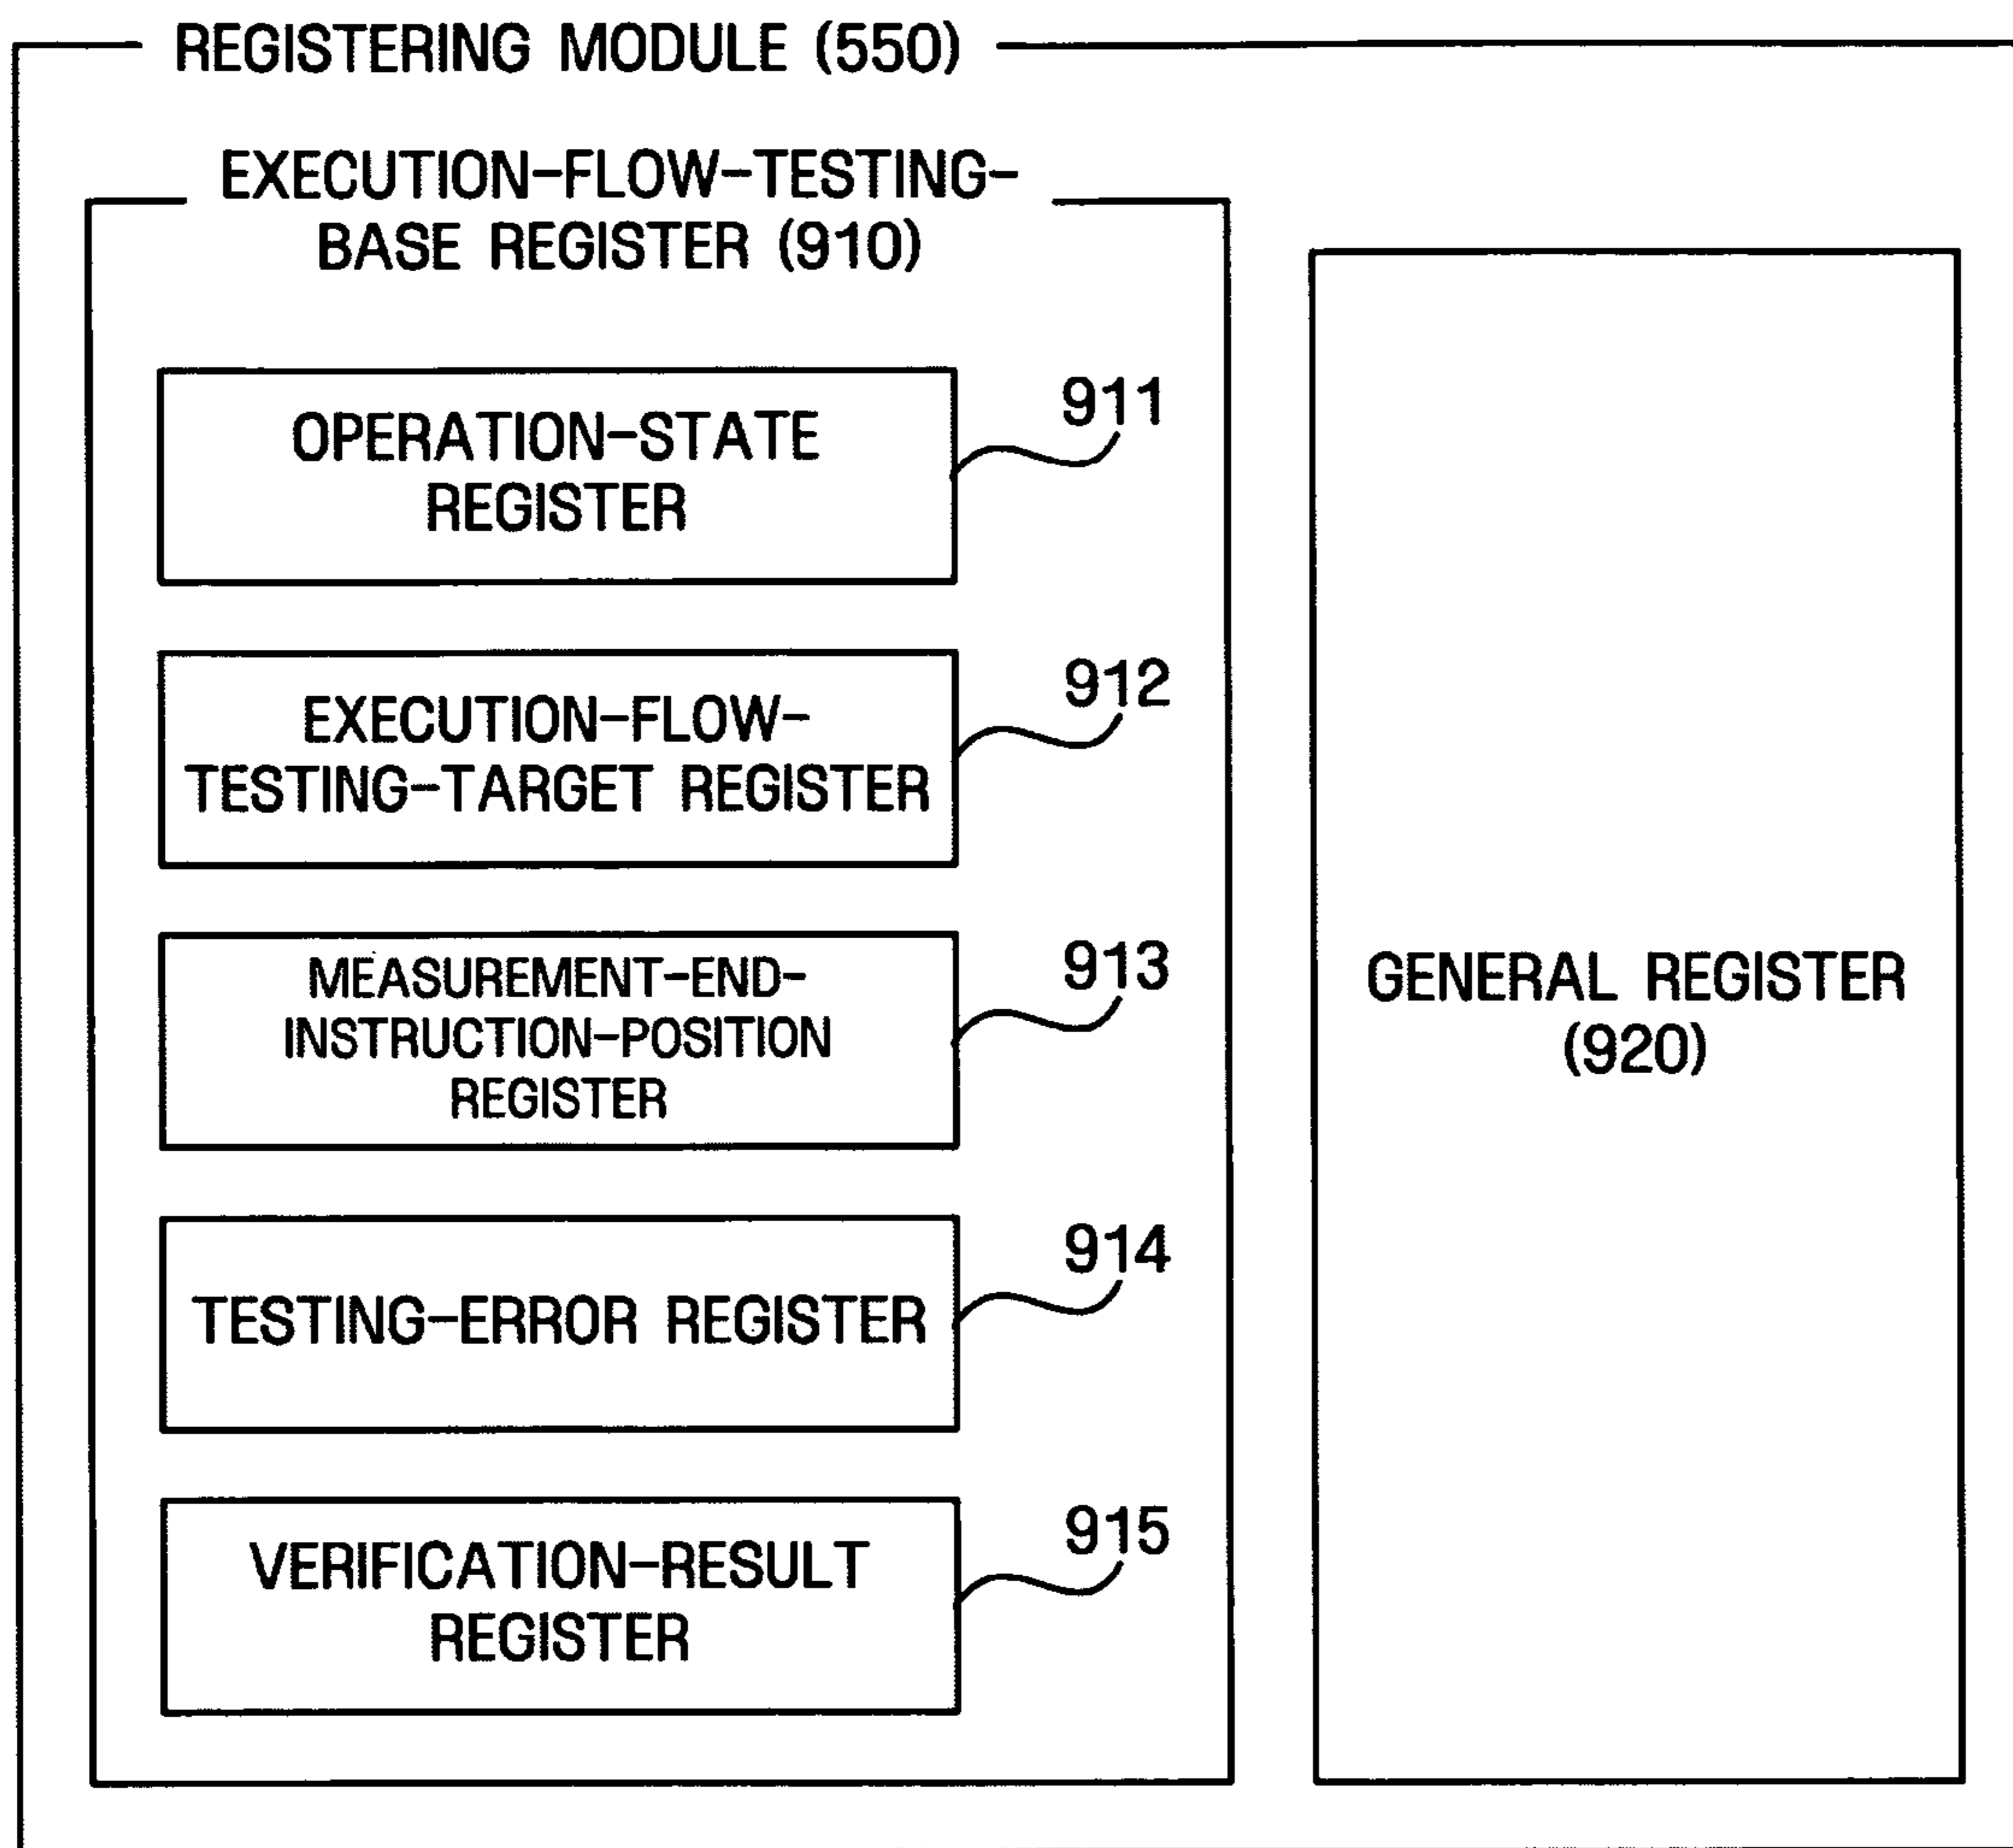 REGISTERING MODULE (550)
EXECUTION-FLOW-TESTING-
BASE REGISTER (910)
OPERATION-STATE
REGISTER
911
EXECUTION-FLOW-
TESTING-TARGET REGISTER
912
MEASUREMENT-END-
INSTRUCTION-POSITION
REGISTER
913
TESTING-ERROR REGISTER
914
VERIFICATION-RESULT
REGISTER
915
GENERAL REGISTER
(920)